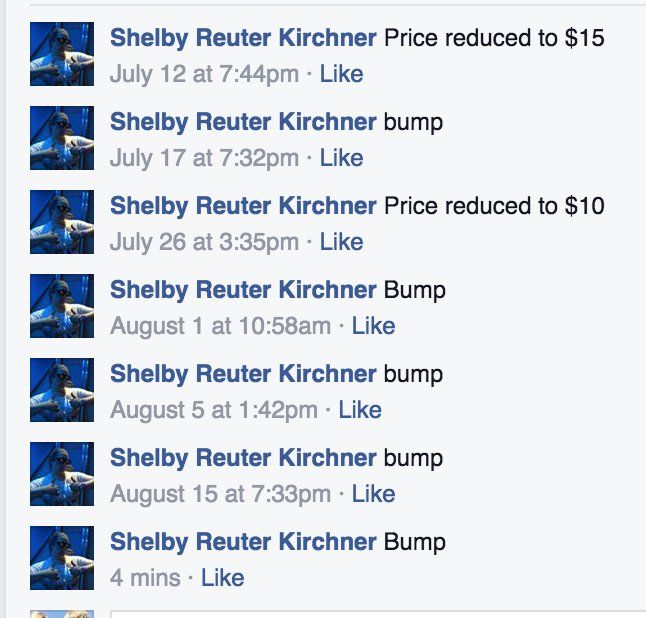 Shelby Reuter Kirchner Price reduced to $15
July 12 at 7:44pm · Like
Shelby Reuter Kirchner bump
July 17 at 7:32pm · Like
Shelby Reuter Kirchner Price reduced to $10
July 26 at 3:35pm · Like
Shelby Reuter Kirchner Bump
August 1 at 10:58am · Like
Shelby Reuter Kirchner bump
August 5 at 1:42pm · Like
Shelby Reuter Kirchner bump
August 15 at 7:33pm · Like
Shelby Reuter Kirchner Bump
4 mins · Like